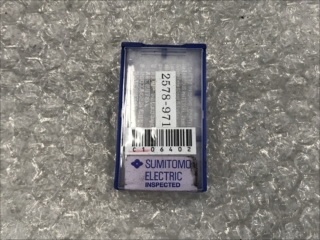 2578-971
C106402
SUMITOMO
ELECTRIC
INSPECTED